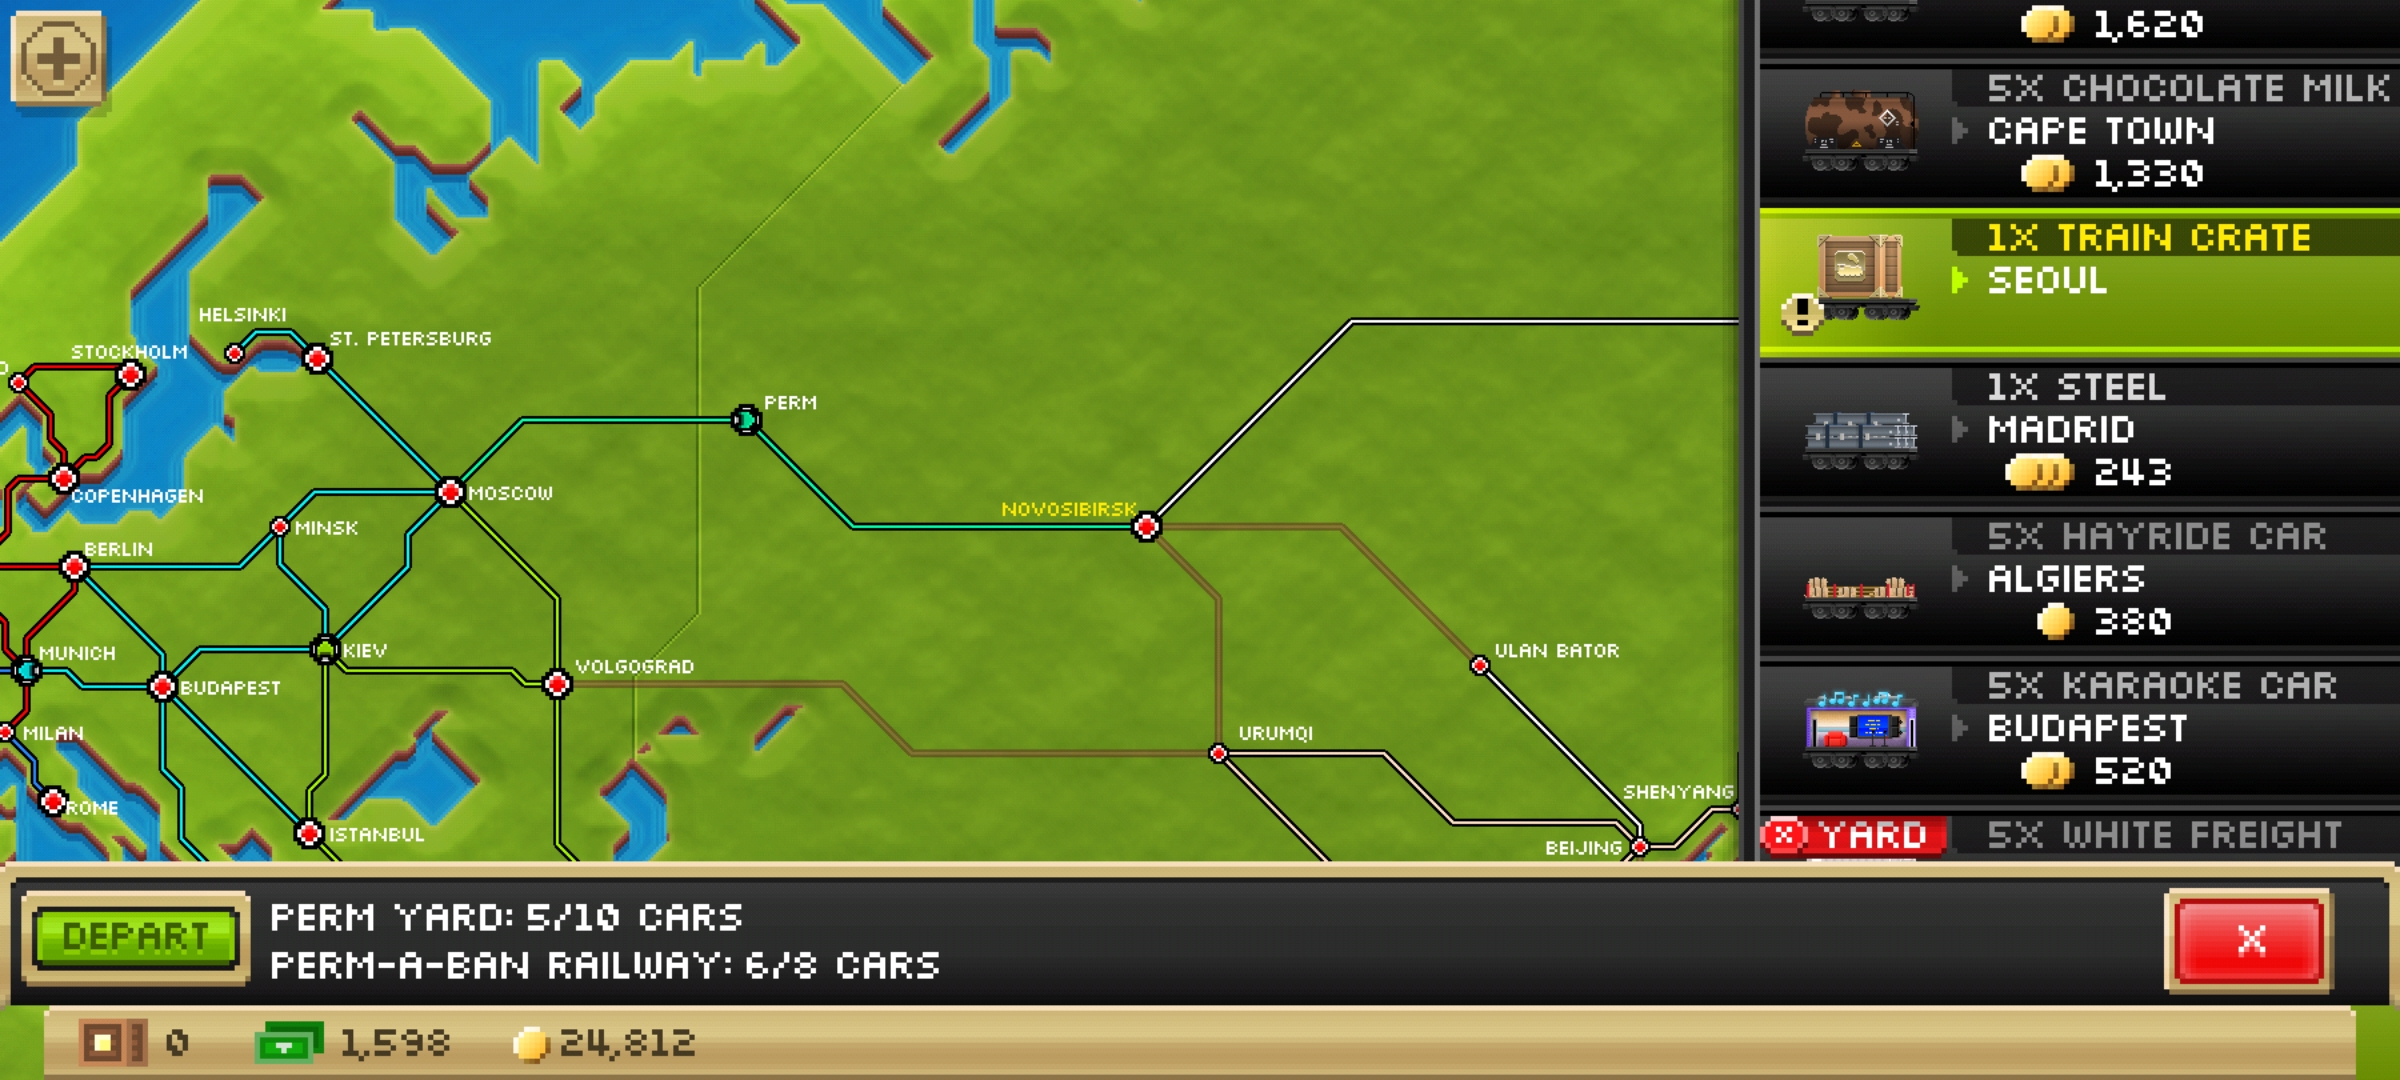 HELSINKI
ST. PETERSBURG
STOCKHOLM
PERM
COPENHAGEN
MOSCOW
NOVOSIBIRSK
MINSK
BERLIN
MUNICH
KIEV
BUDAPEST
VOLGOGRAD
ULAN BATOR
MILAN
URUMQI
ROME
ISTANBUL
SHENYANG
BEIJING
1,620
5X CHOCOLATE MILK
CAPE TOWN
1,330
1X TRAIN CRATE
SEOUL
1X STEEL
MADRID
243
5X HAYRIDE CAR
ALGIERS
380
5X KARAOKE CAR
BUDAPEST
520
X YARD
5X WHITE FREIGHT
DEPART
PERM YARD: 5/10 CARS
PERM-A-BAN RAILWAY: 6/8 CARS
X
0
1,598
24,812